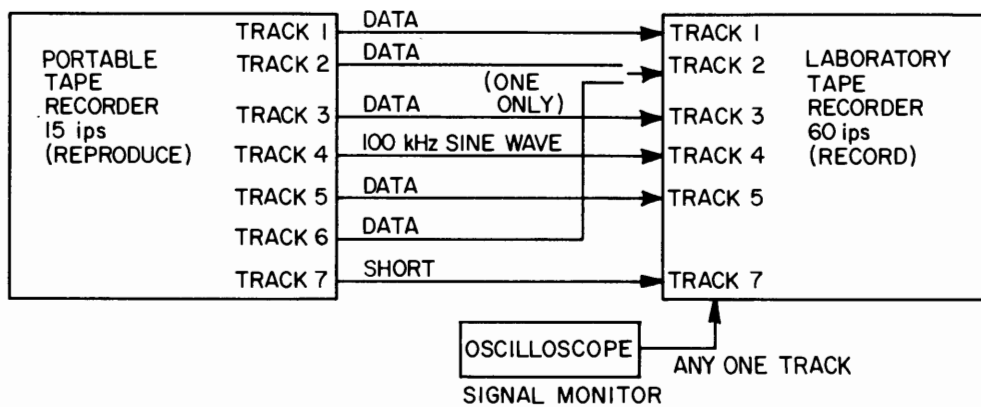 PORTABLE
TAPE
RECORDER
15 ips
(REPRODUCE)
TRACK 1
TRACK 2
TRACK 3
TRACK 4
TRACK 5
TRACK 6
TRACK 7
DATA
DATA
(ONE
ONLY)
DATA
100 kHz SINE WAVE
DATA
DATA
SHORT
TRACK 1
TRACK 2
TRACK 3
TRACK 4
TRACK 5
TRACK 7
LABORATORY
TAPE
RECORDER
60 ips
(RECORD)
OSCILLOSCOPE
ANY ONE TRACK
SIGNAL MONITOR